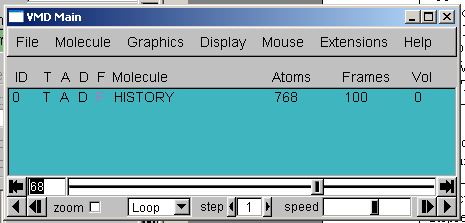 VMD Main
File Molecule Graphics Display Mouse Extensions Help
ID T A D F Molecule Atoms Frames Vol
0 T A D F HISTORY 768 100 0
68
zoom Loop step 1 speed